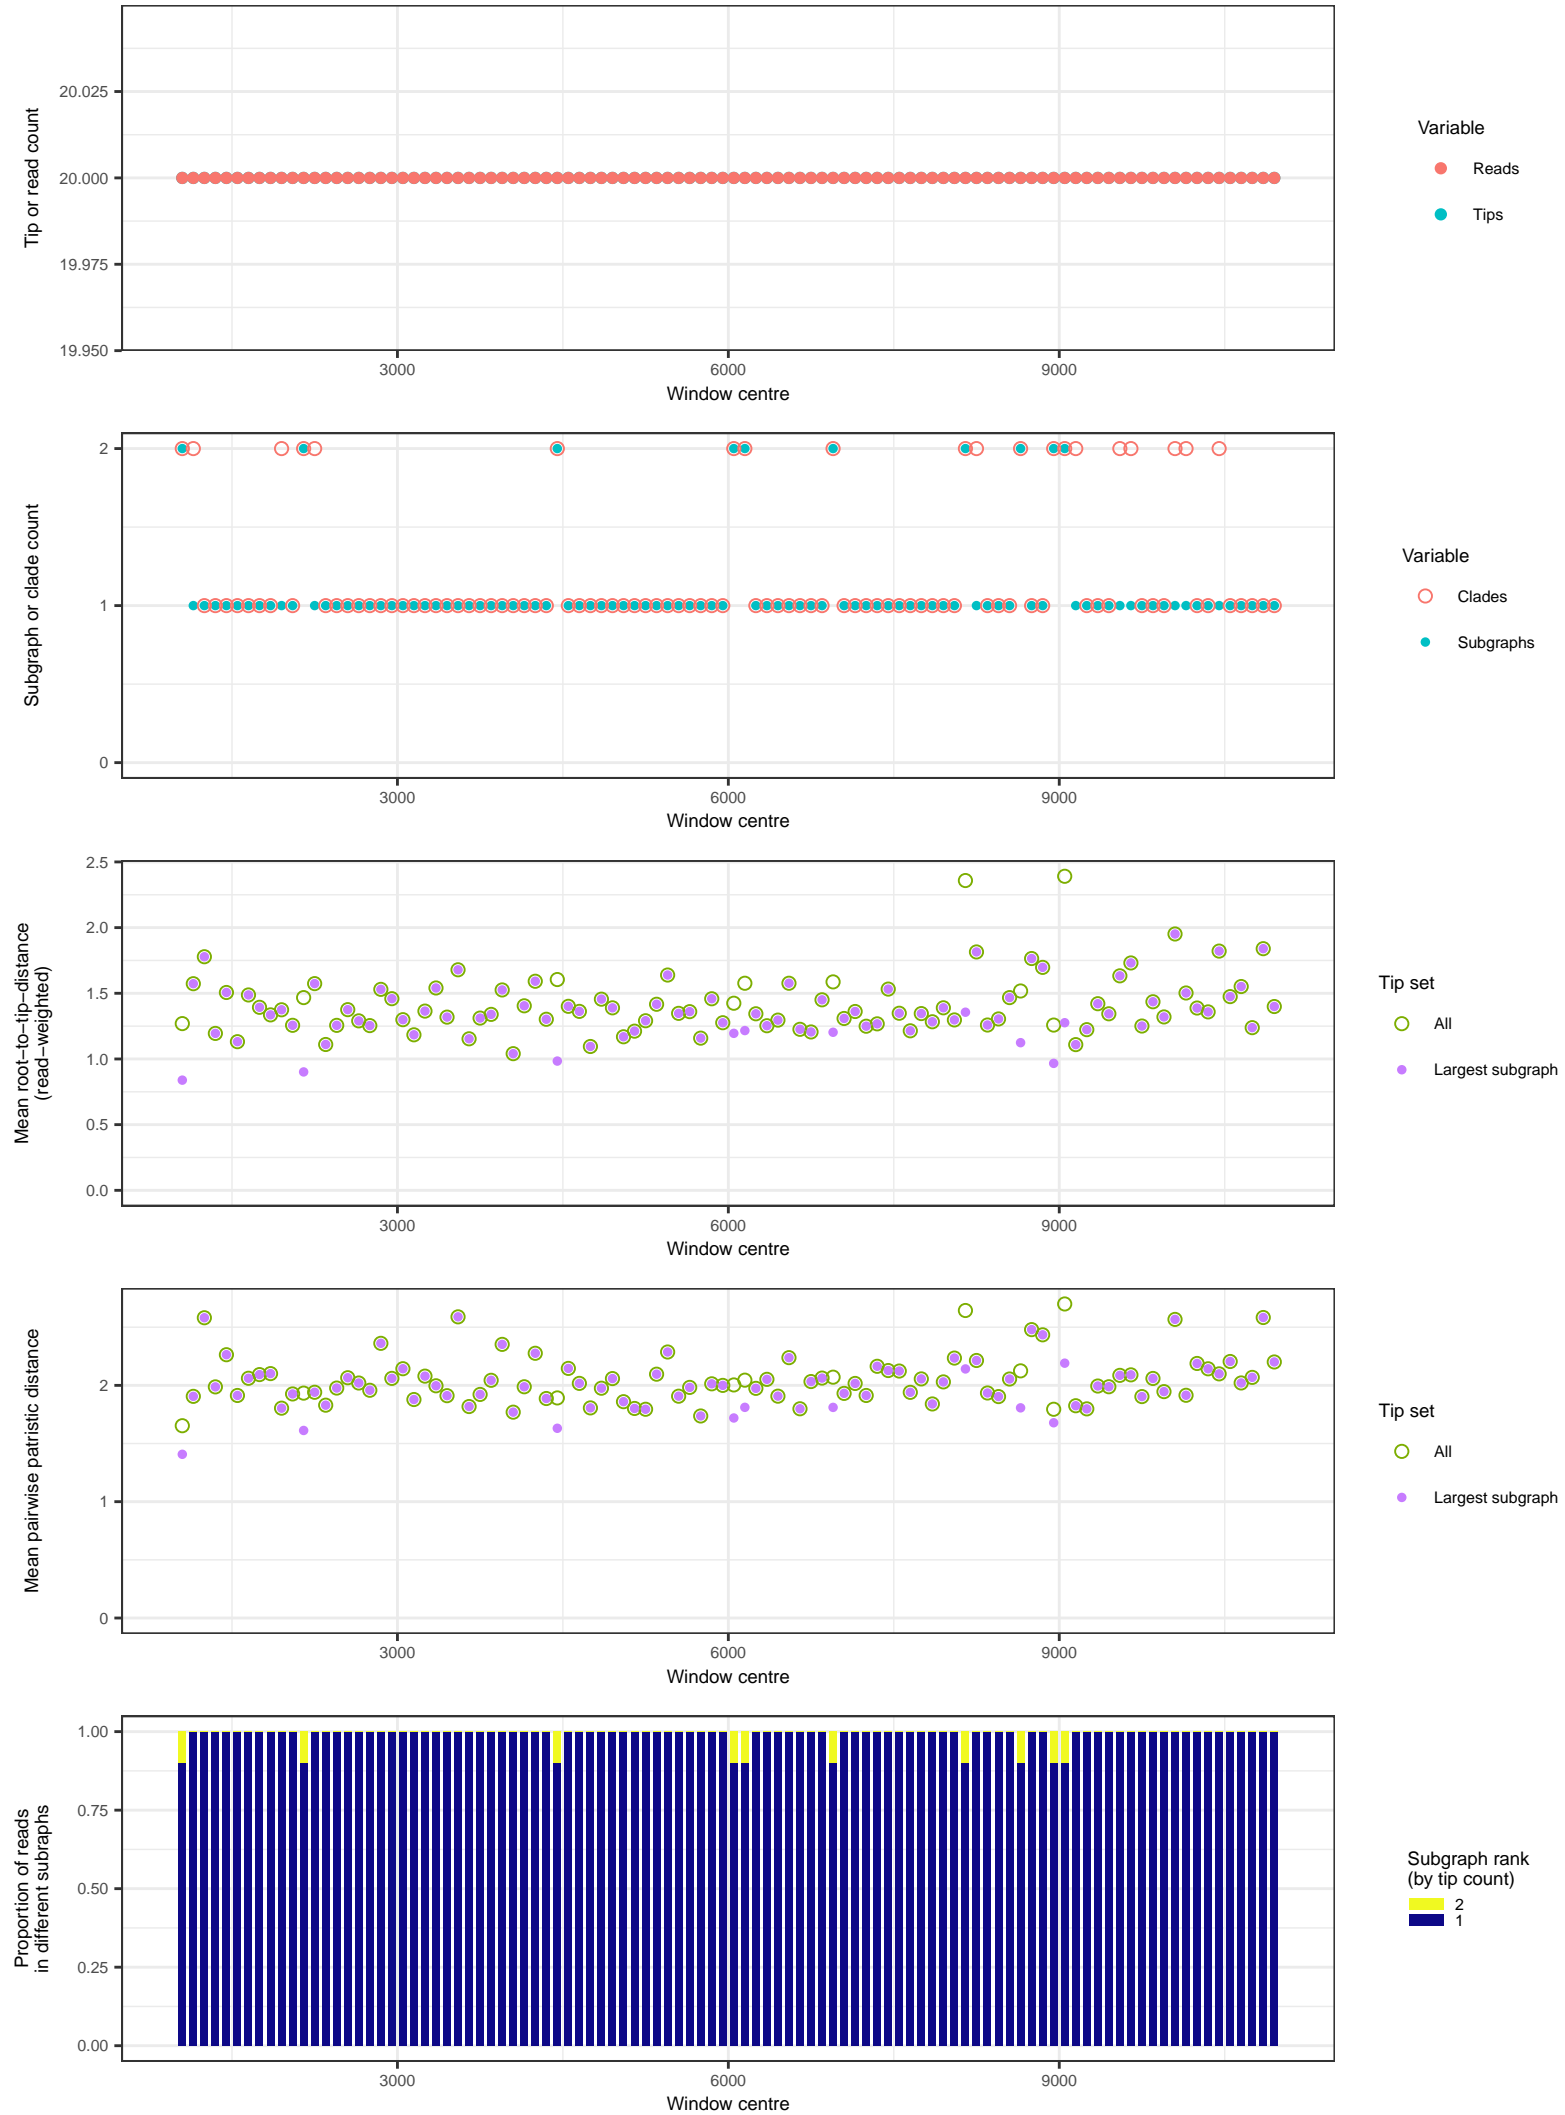 20.025
20.000
19.975
19.950
Tip or read count
3000
6000
9000
Window centre
Variable
Reads
Tips
2
1
0
Subgraph or clade count
3000
6000
9000
Window centre
Variable
Clades
Subgraphs
2.5
2.0
1.5
1.0
0.5
0.0
Mean root−to−tip−distance
(read−weighted)
3000
6000
9000
Window centre
Tip set
All
Largest subgraph
2
1
0
Mean pairwise patristic distance
3000
6000
9000
Window centre
Tip set
All
Largest subgraph
1.00
0.75
0.50
0.25
0.00
Proportion of reads
in different subraphs
3000
6000
9000
Window centre
Subgraph rank
(by tip count)
2
1